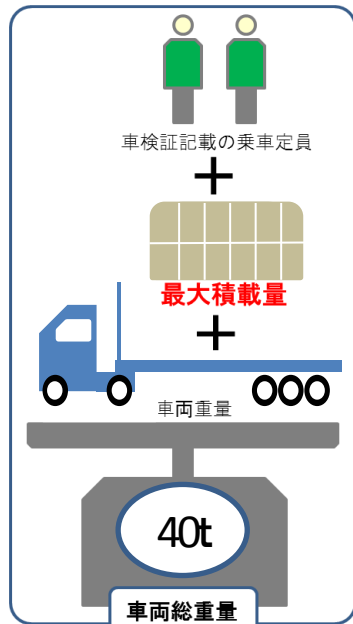 車検証記載の乗車定員
+
最大積載量
+
車両重量
40t
車両総重量